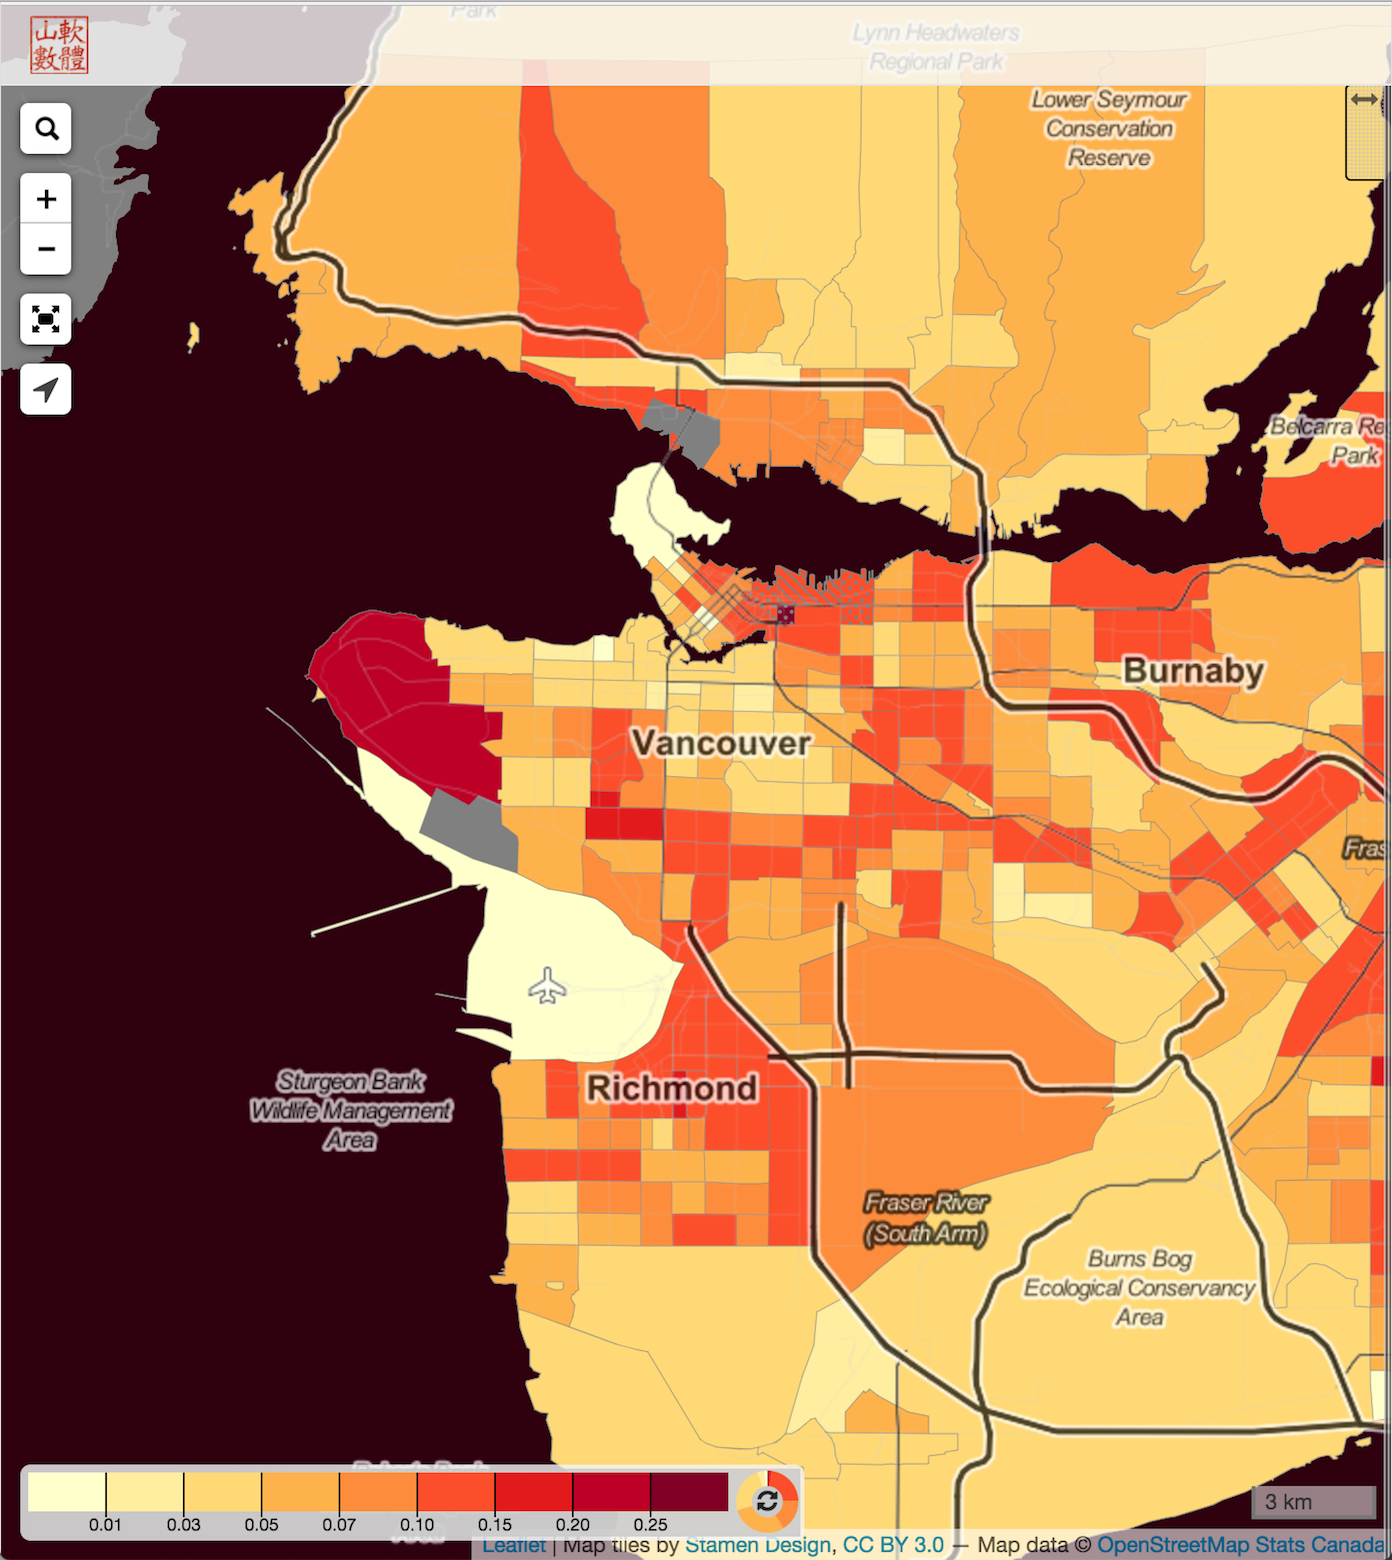 Park
山軟
數體
Lynn Headwaters
Regional Park
Lower Seymour
Conservation
Reserve
+
−
Belcarra Re
Park
Burnaby
Vancouver
Fras
Richmond
Sturgeon Bank
Wildlife Management
Area
Fraser River
(South Arm)
Burns Bog
Ecological Conservancy
Area
0.01 0.03 0.05 0.07 0.10 0.15 0.20 0.25
3 km
Leaflet | Map tiles by Stamen Design, CC BY 3.0 — Map data © OpenStreetMap Stats Canada